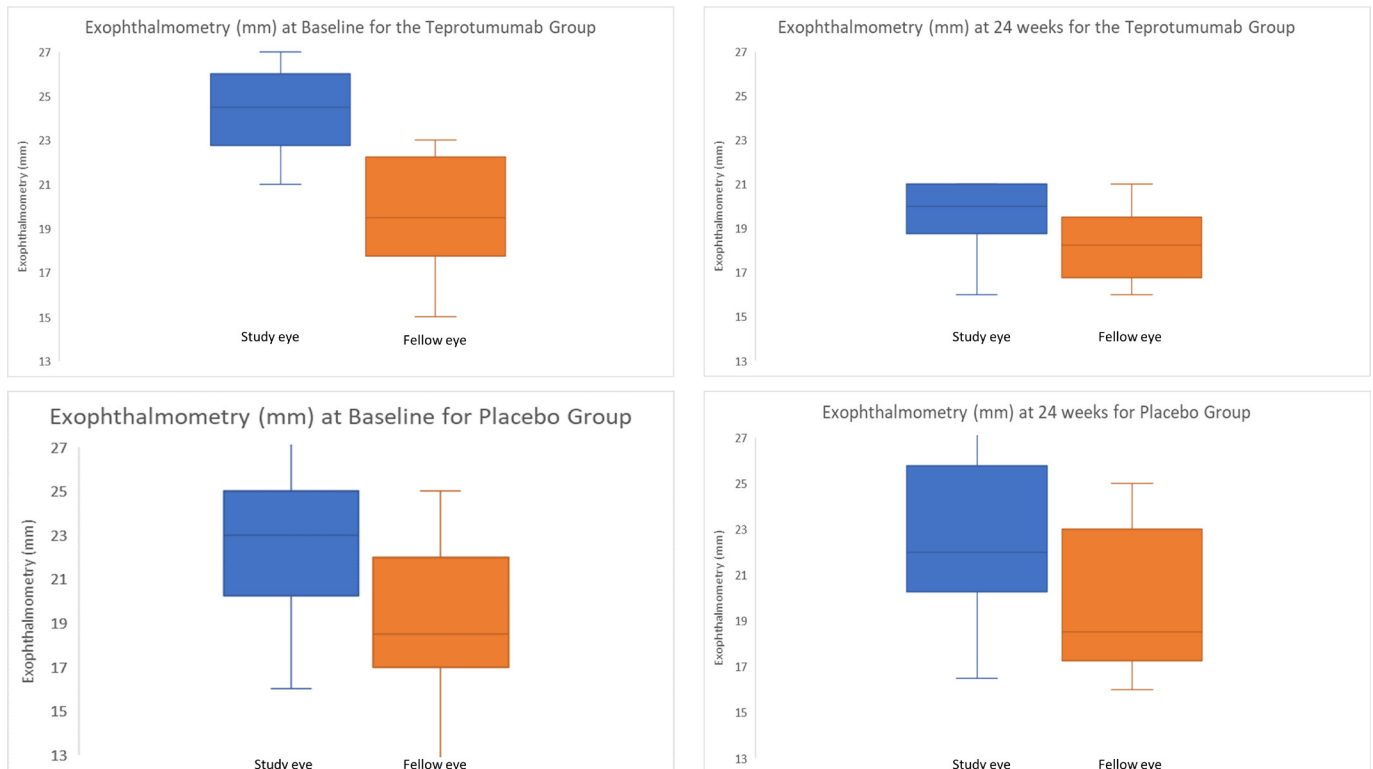 Exophthalmometry (mm) at Baseline for the Teprotumumab Group
27
25
23
21
19
17
15
13
Exophthalmometry (mm)
Study eye
Fellow eye
Exophthalmometry (mm) at 24 weeks for the Teprotumumab Group
27
25
23
21
19
17
15
13
Exophthalmometry (mm)
Study eye
Fellow eye
Exophthalmometry (mm) at Baseline for Placebo Group
27
25
23
21
19
17
15
13
Exophthalmometry (mm)
Study eye
Fellow eye
Exophthalmometry (mm) at 24 weeks for Placebo Group
27
25
23
21
19
17
15
13
Exophthalmometry (mm)
Study eye
Fellow eye